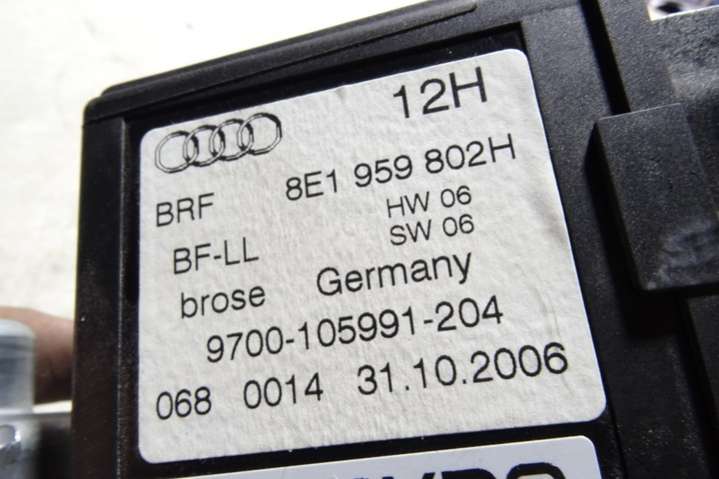 12H
BRF 8E1 959 802H
HW 06
BF-LL SW 06
brose Germany
9700-105991-204
068 0014 31.10.2006